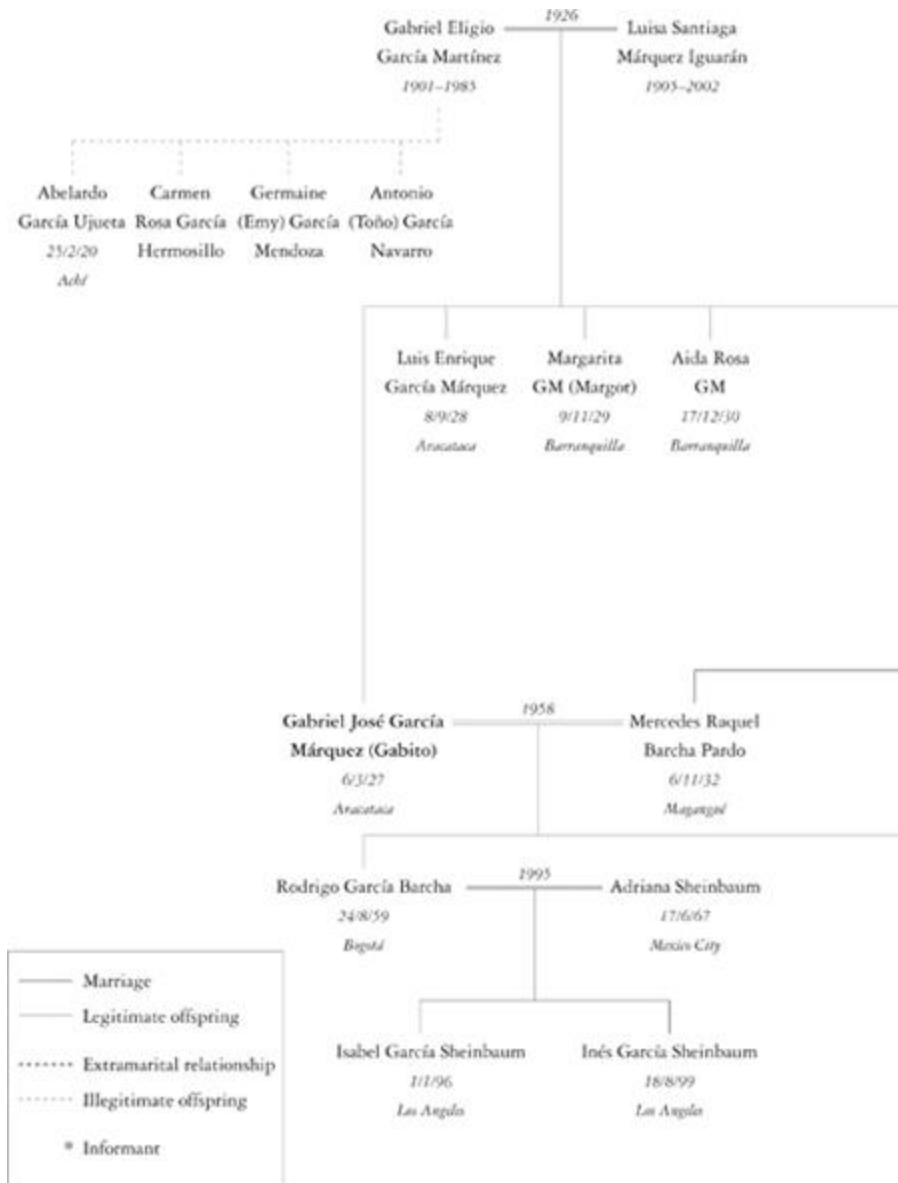 1926
Gabriel Eligio
García Martínez
1901–1985
Luisa Santiaga
Márquez Iguarán
1905–2002
Abelardo
García Ujueta
25/2/20
Achí
Carmen
Rosa García
Hermosillo
Germaine
(Emy) García
Mendoza
Antonio
(Toño) García
Navarro
Luis Enrique
García Márquez
8/9/28
Aracataca
Margarita
GM (Margot)
9/11/29
Barranquilla
Aida Rosa
GM
17/12/30
Barranquilla
1958
Gabriel José García
Márquez (Gabito)
6/3/27
Aracataca
Mercedes Raquel
Barcha Pardo
6/11/32
Magangué
1995
Rodrigo García Barcha
24/8/59
Bogotá
Adriana Sheinbaum
17/6/67
Mexico City
Isabel García Sheinbaum
1/1/96
Los Angeles
Inés García Sheinbaum
18/8/99
Los Angeles
Marriage
Legitimate offspring
Extramarital relationship
Illegitimate offspring
* Informant